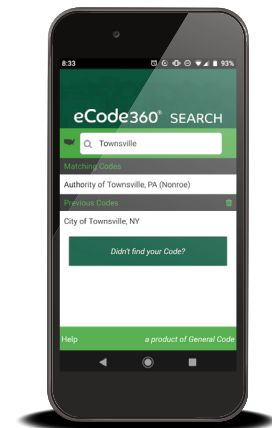 8:33 93%
eCode360® SEARCH
Townsville
Matching Codes
Authority of Townsville, PA (Nonroe)
Previous Codes
City of Townsville, NY
Didn't find your Code?
Help a product of General Code